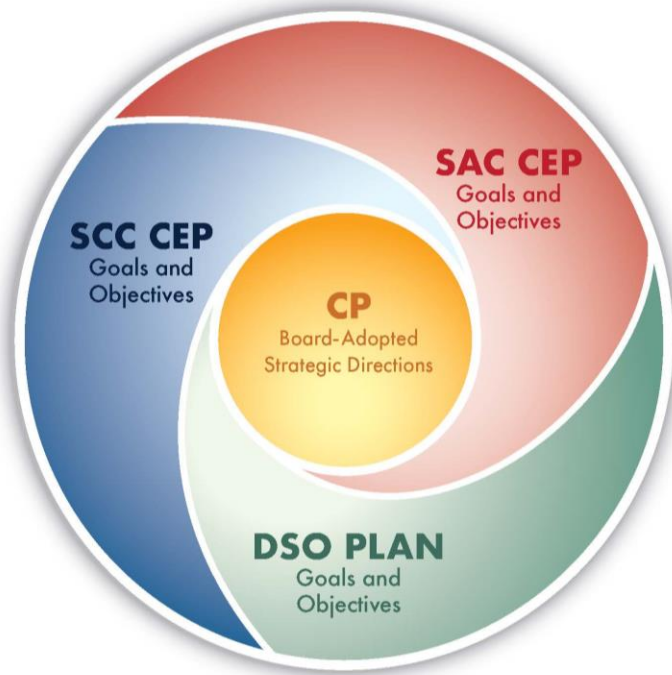 SAC CEP
Goals and
Objectives
SCC CEP
Goals and
Objectives
CP
Board-Adopted
Strategic Directions
DSO PLAN
Goals and
Objectives